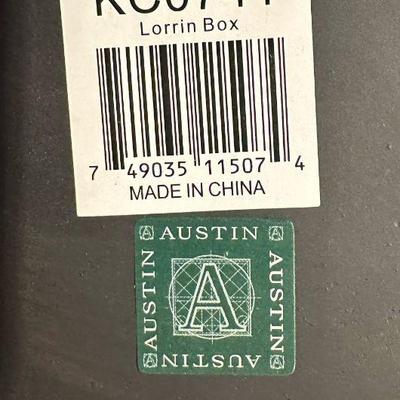 Lorrin Box
7 49035 11507 4
MADE IN CHINA
A AUSTIN A
AUSTIN
A
AUSTIN
A AUSTIN A